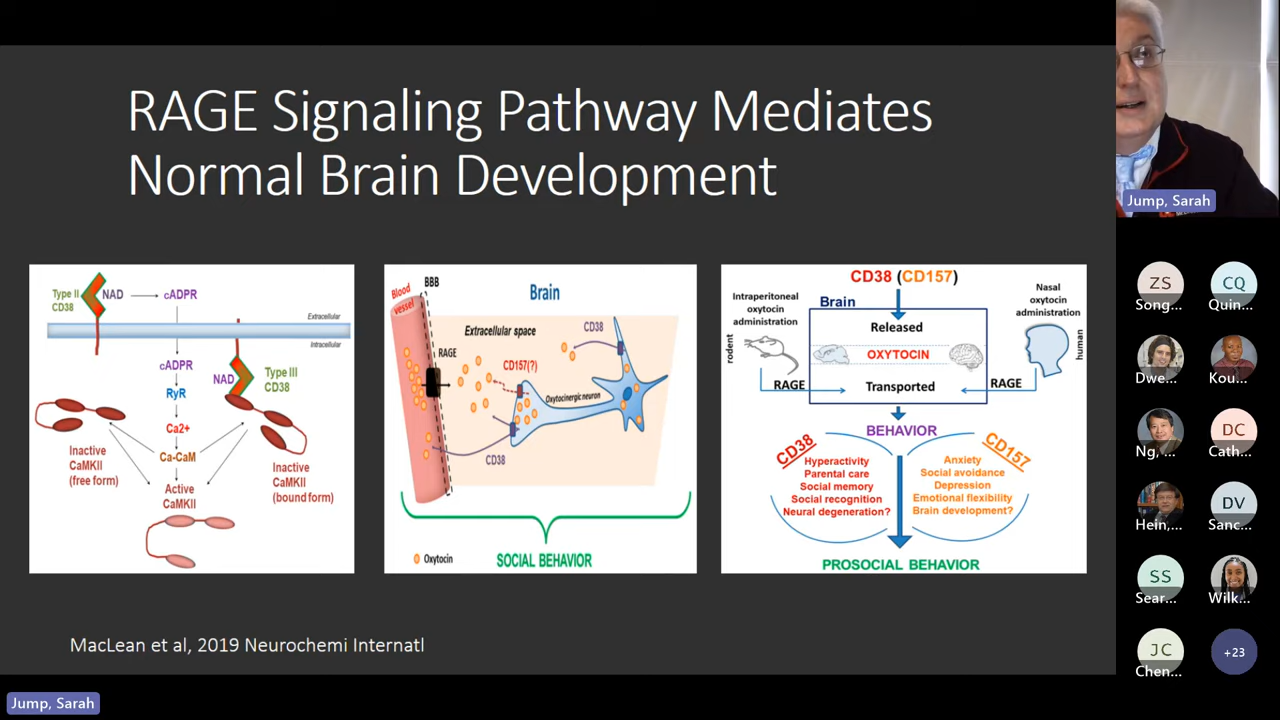 RAGE Signaling Pathway Mediates
Normal Brain Development
Type II
CD38
NAD
cADPR
Extracellular
Intracellular
cADPR
NAD
Type III
CD38
RyR
Ca2+
Ca-CaM
Inactive
CaMKII
(free form)
Active
CaMKII
Inactive
CaMKII
(bound form)
Blood
vessel
BBB
Brain
Extracellular space
CD38
RAGE
CD157(?)
Oxytocinergic neuron
CD38
Oxytocin
SOCIAL BEHAVIOR
CD38 (CD157)
Intraperitoneal
oxytocin
administration
Brain
Nasal
oxytocin
administration
Released
OXYTOCIN
Transported
rodent
human
RAGE
RAGE
BEHAVIOR
CD38
Hyperactivity
Parental care
Social memory
Social recognition
Neural degeneration?
CD157
Anxiety
Social avoidance
Depression
Emotional flexibility
Brain development?
PROSOCIAL BEHAVIOR
MacLean et al, 2019 Neurochemi Internatl
Jump, Sarah
Jump, Sarah
ZS
Song...
CQ
Quin...
Dwe...
Kou...
Ng, ...
DC
Cath...
Hein,...
DV
Sanc...
SS
Sear...
Wilk...
JC
Chen...
+23